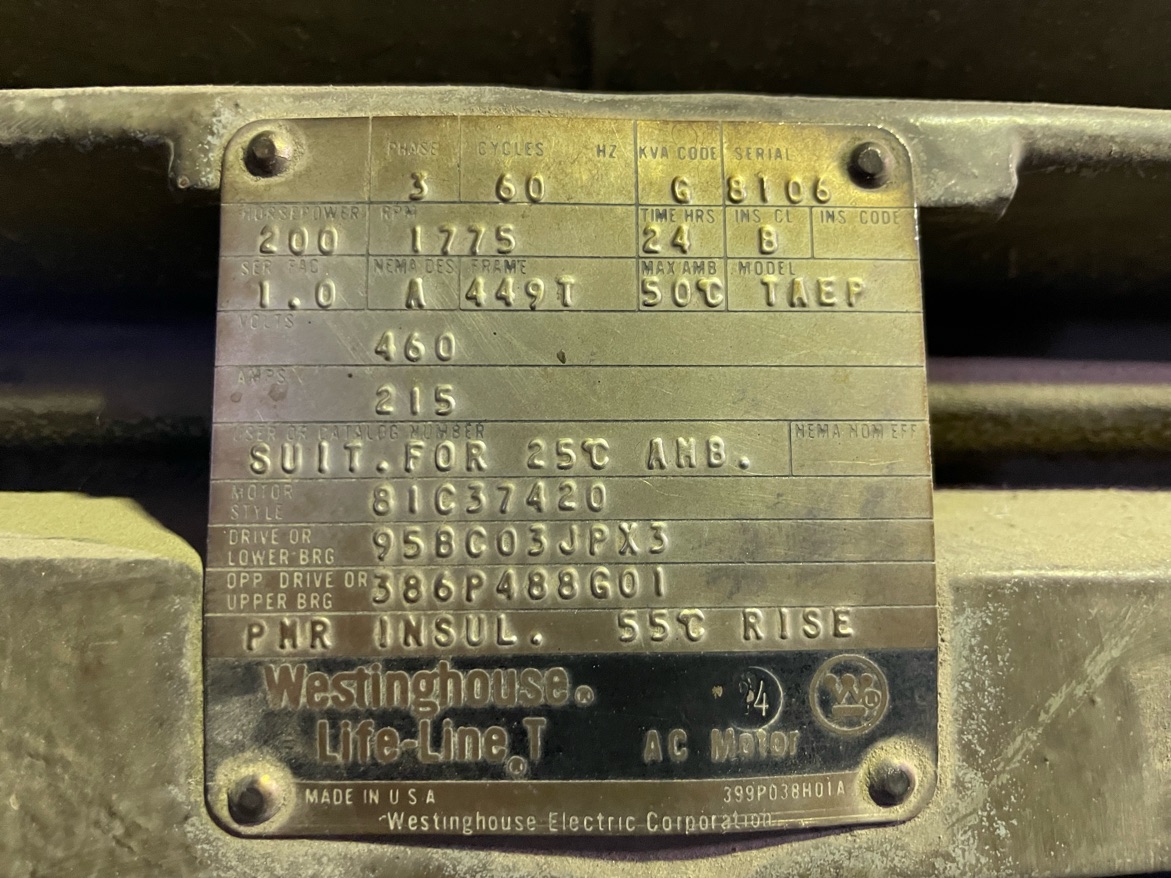 PHASE CYCLES HZ KVA CODE SERIAL
3 60 G 8106
HORSEPOWER RPM TIME HRS INS CL INS CODE
200 1775 24 B
SER FAC. NEMA DES FRAME MAX AMB MODEL
1.0 A 449T 50°C TAEP
VOLTS
460
AMPS
215
USER OR CATALOG NUMBER NEMA NOM EFF
SUIT.FOR 25°C AMB.
MOTOR STYLE 81C37420
DRIVE OR LOWER BRG 95BC03JPX3
OPP. DRIVE OR UPPER BRG 386P488G01
PMR INSUL. 55°C RISE
Westinghouse®
Life-Line® T AC Motor
MADE IN U S A 399P038H01A
Westinghouse Electric Corporation